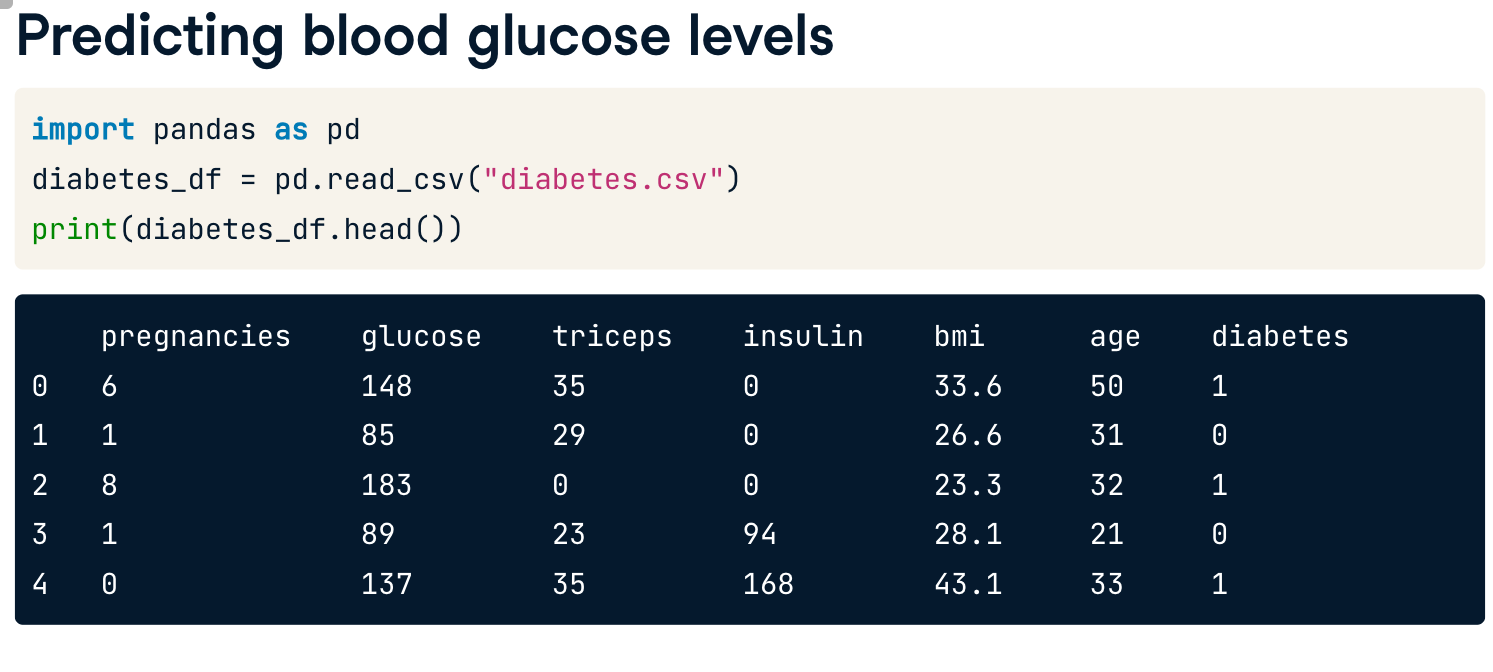 Predicting blood glucose levels
import pandas as pd
diabetes_df = pd.read_csv("diabetes.csv")
print(diabetes_df.head())
pregnancies glucose triceps insulin bmi age diabetes
0 6 148 35 0 33.6 50 1
1 1 85 29 0 26.6 31 0
2 8 183 0 0 23.3 32 1
3 1 89 23 94 28.1 21 0
4 0 137 35 168 43.1 33 1